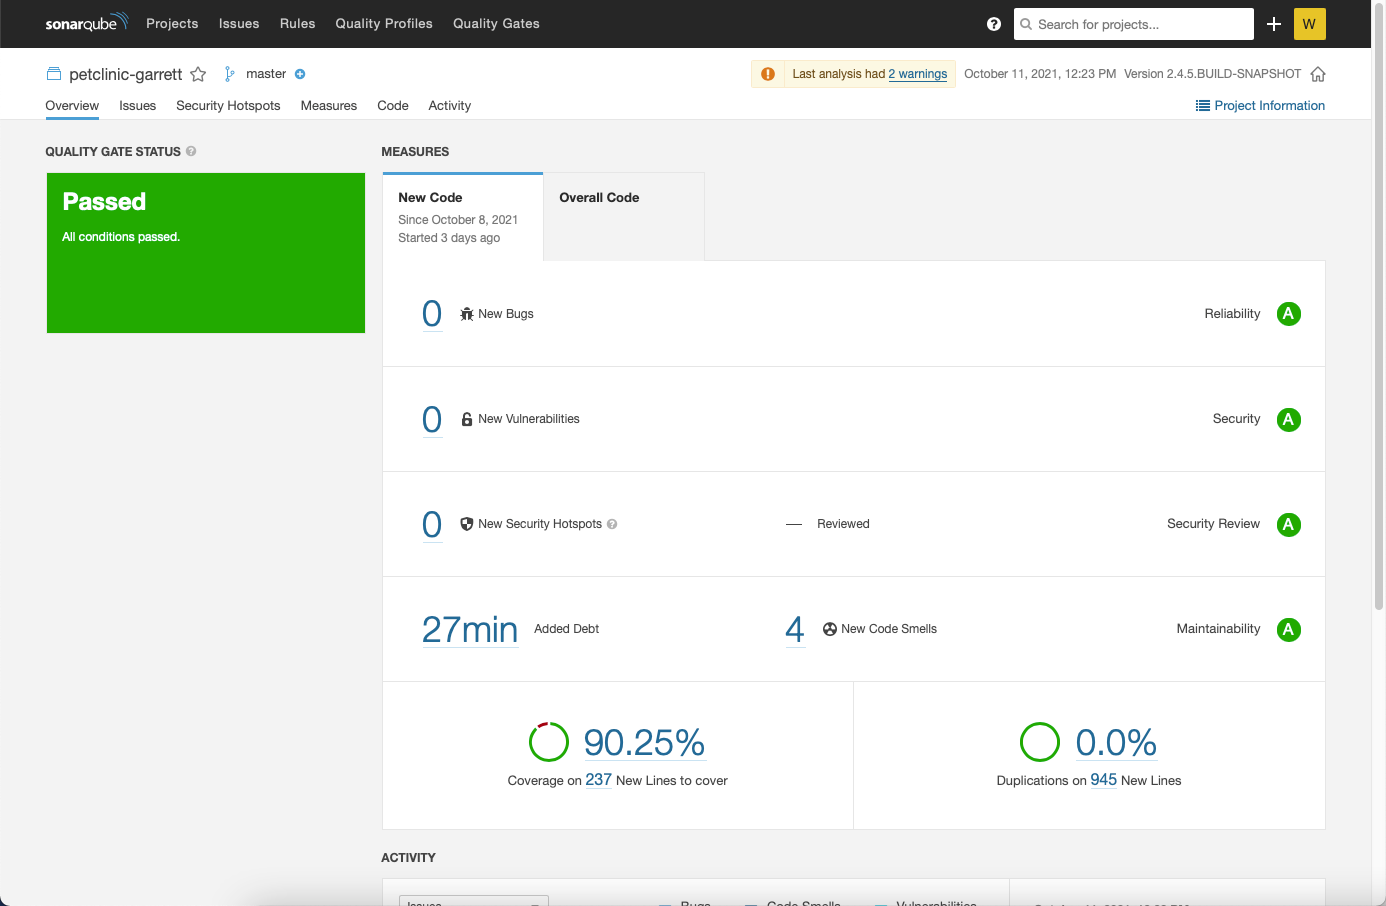 sonarqube Projects Issues Rules Quality Profiles Quality Gates ? Search for projects... W
petclinic-garrett master Last analysis had 2 warnings October 11, 2021, 12:23 PM Version 2.4.5.BUILD-SNAPSHOT
Overview Issues Security Hotspots Measures Code Activity Project Information
QUALITY GATE STATUS ? MEASURES
Passed
All conditions passed.
New Code Overall Code
Since October 8, 2021
Started 3 days ago
0 New Bugs Reliability A
0 New Vulnerabilities Security A
0 New Security Hotspots ? — Reviewed Security Review A
27min Added Debt 4 New Code Smells Maintainability A
90.25% 0.0%
Coverage on 237 New Lines to cover Duplications on 945 New Lines
ACTIVITY
Issues Bugs Code Smells Vulnerabilities